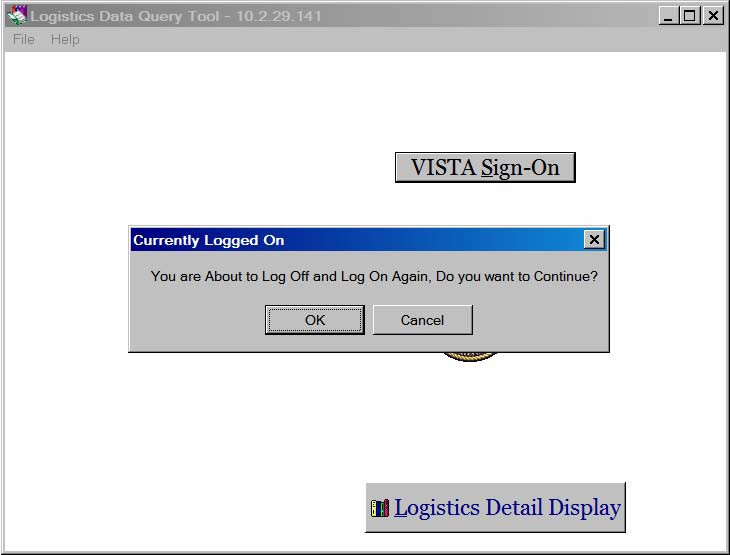 Logistics Data Query Tool - 10.2.29.141
File Help
VISTA Sign-On
Currently Logged On
You are About to Log Off and Log On Again, Do you want to Continue?
OK Cancel
Logistics Detail Display